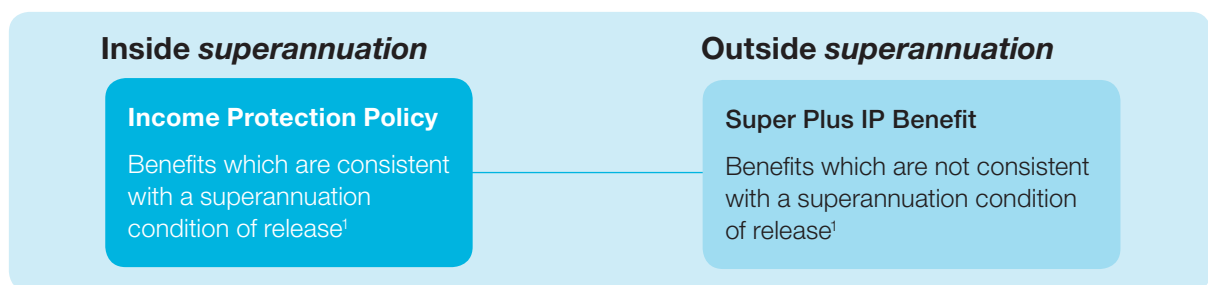 Inside superannuation
Income Protection Policy
Benefits which are consistent
with a superannuation
condition of release¹
Outside superannuation
Super Plus IP Benefit
Benefits which are not consistent
with a superannuation condition
of release¹